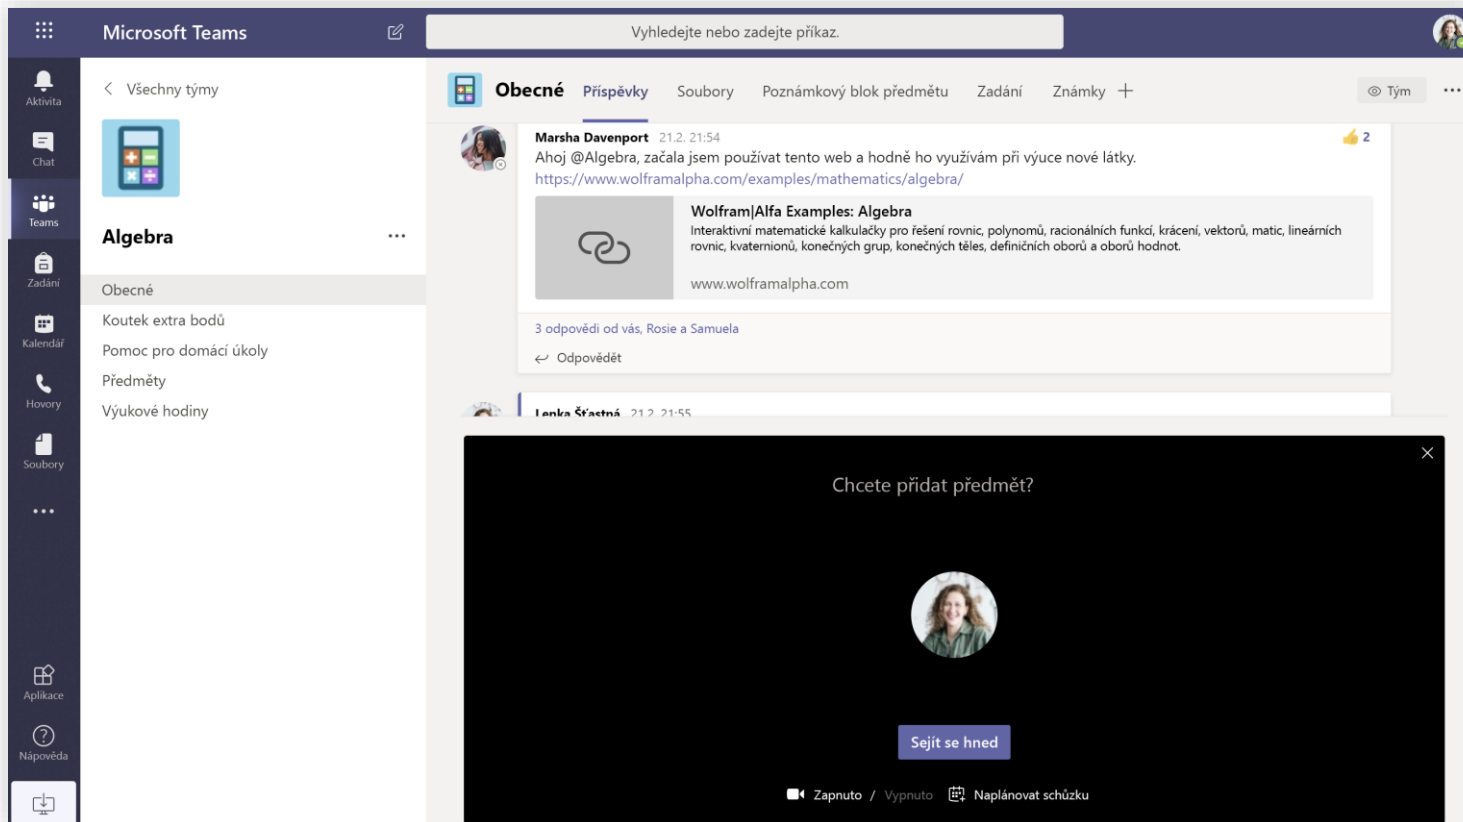 Microsoft Teams
Vyhledejte nebo zadejte příkaz.
Aktivita
Chat
Teams
Zadání
Kalendář
Hovory
Soubory
Aplikace
Nápověda
Všechny týmy
Algebra
Obecné
Koutek extra bodů
Pomoc pro domácí úkoly
Předměty
Výukové hodiny
Obecné Příspěvky Soubory Poznámkový blok předmětu Zadání Známky
Tým
Marsha Davenport 21.2. 21:54
2
Ahoj @Algebra, začala jsem používat tento web a hodně ho využívám při výuce nové látky.
https://www.wolframalpha.com/examples/mathematics/algebra/
Wolfram|Alfa Examples: Algebra
Interaktivní matematické kalkulačky pro řešení rovnic, polynomů, racionálních funkcí, krácení, vektorů, matic, lineárních
rovnic, kvaternionů, konečných grup, konečných těles, definičních oborů a oborů hodnot.
www.wolframalpha.com
3 odpovědi od vás, Rosie a Samuela
Odpovědět
Lenka Šťastná 21.2. 21:55
Chcete přidat předmět?
Sejít se hned
Zapnuto / Vypnuto Naplánovat schůzku